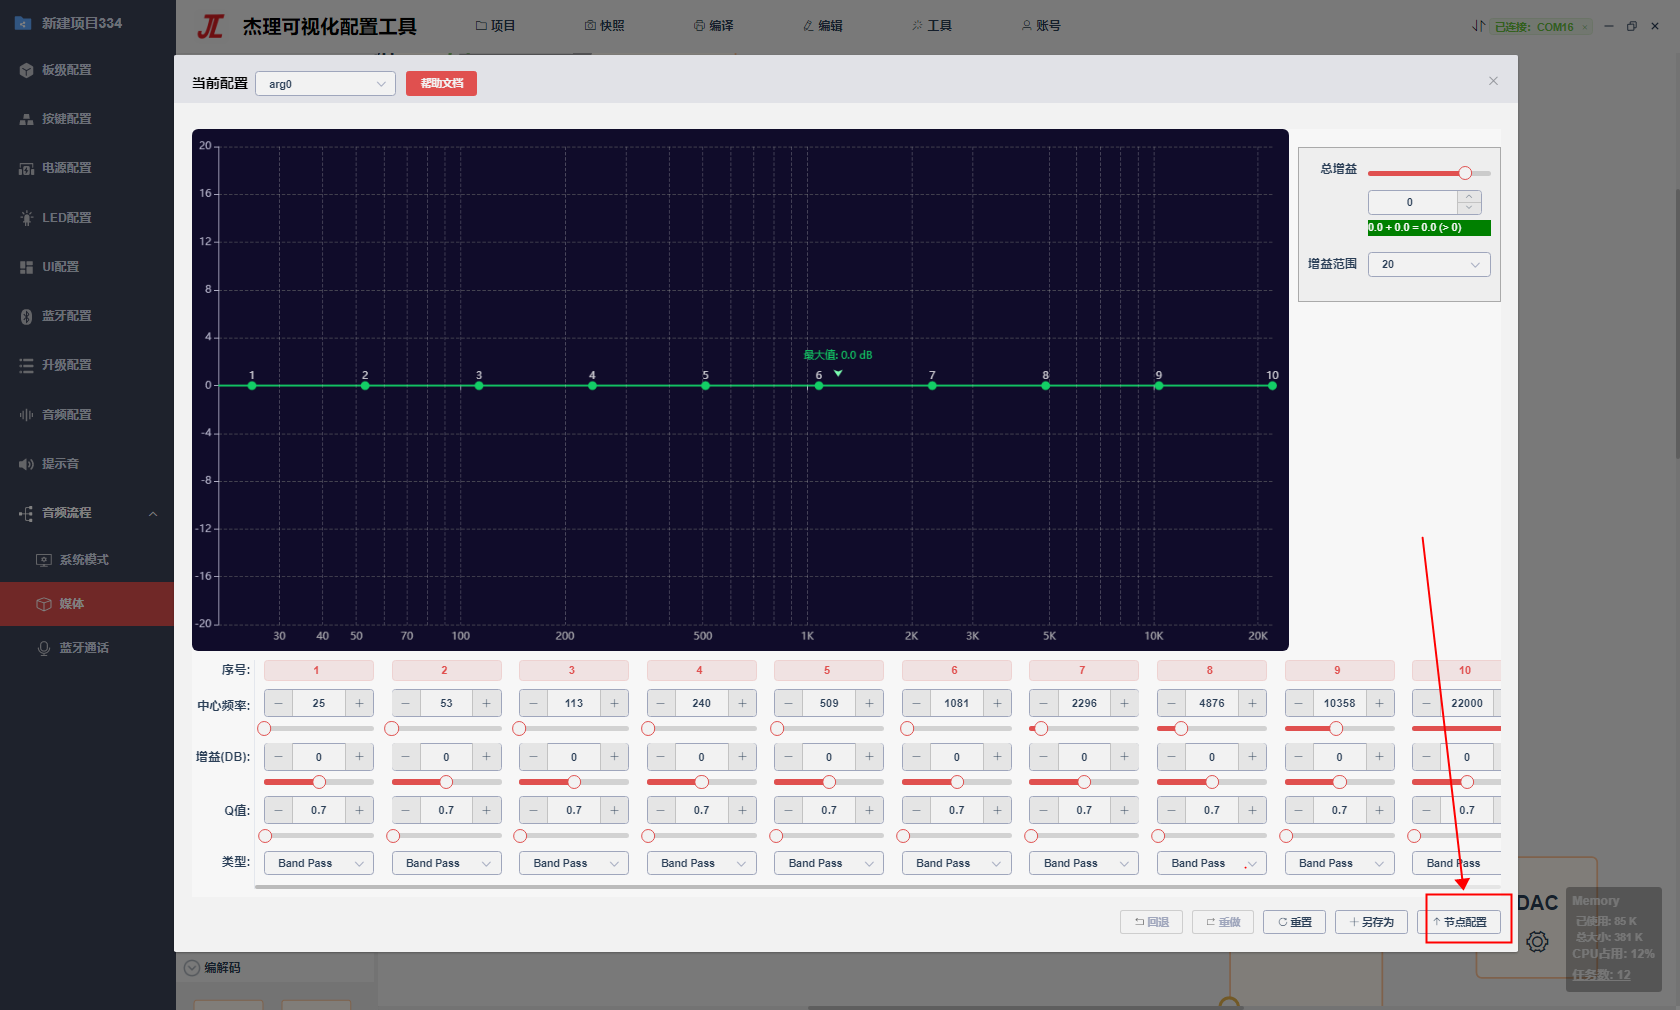 新建项目334
杰理可视化配置工具
项目
快照
编译
编辑
工具
账号
已连接: COM16
板级配置
按键配置
电源配置
LED配置
UI配置
蓝牙配置
升级配置
音频配置
提示音
音频流程
系统模式
媒体
蓝牙通话
当前配置
arg0
帮助文档
20
16
12
8
4
0
-4
-8
-12
-16
-20
最大值: 0.0 dB
1 2 3 4 5 6 7 8 9 10
30 40 50 70 100 200 500 1K 2K 3K 5K 10K 20K
总增益
0
0.0 + 0.0 = 0.0 (> 0)
增益范围 20
序号: 1 2 3 4 5 6 7 8 9 10
中心频率: 25 53 113 240 509 1081 2296 4876 10358 22000
增益(DB): 0 0 0 0 0 0 0 0 0 0
Q值: 0.7 0.7 0.7 0.7 0.7 0.7 0.7 0.7 0.7 0.7
类型: Band Pass Band Pass Band Pass Band Pass Band Pass Band Pass Band Pass Band Pass Band Pass Band Pass
回退
重做
重置
另存为
节点配置
DAC
Memory
已使用: 85 K
总大小: 381 K
CPU占用: 12%
任务数: 12
编解码